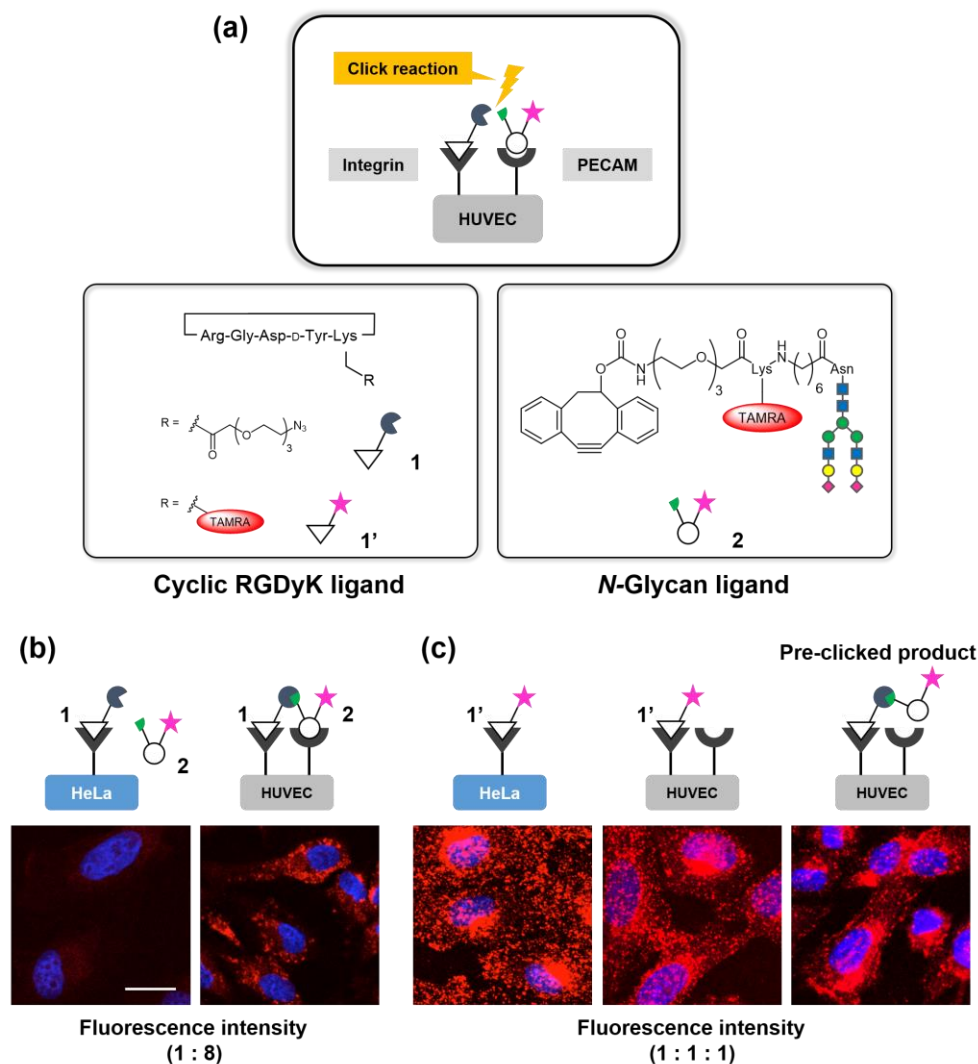 (a)
Click reaction
Integrin
PECAM
HUVEC
Arg-Gly-Asp-D-Tyr-Lys
R
R =
O
O
3
N₃
1
R =
TAMRA
1'
Cyclic RGDyK ligand
O
O
N
H
O
3
O
Lys
H
N
6
O
Asn
TAMRA
2
N-Glycan ligand
(b)
1
2
HeLa
1
2
HUVEC
Fluorescence intensity
(1 : 8)
(c)
Pre-clicked product
1'
HeLa
1'
HUVEC
HUVEC
Fluorescence intensity
(1 : 1 : 1)